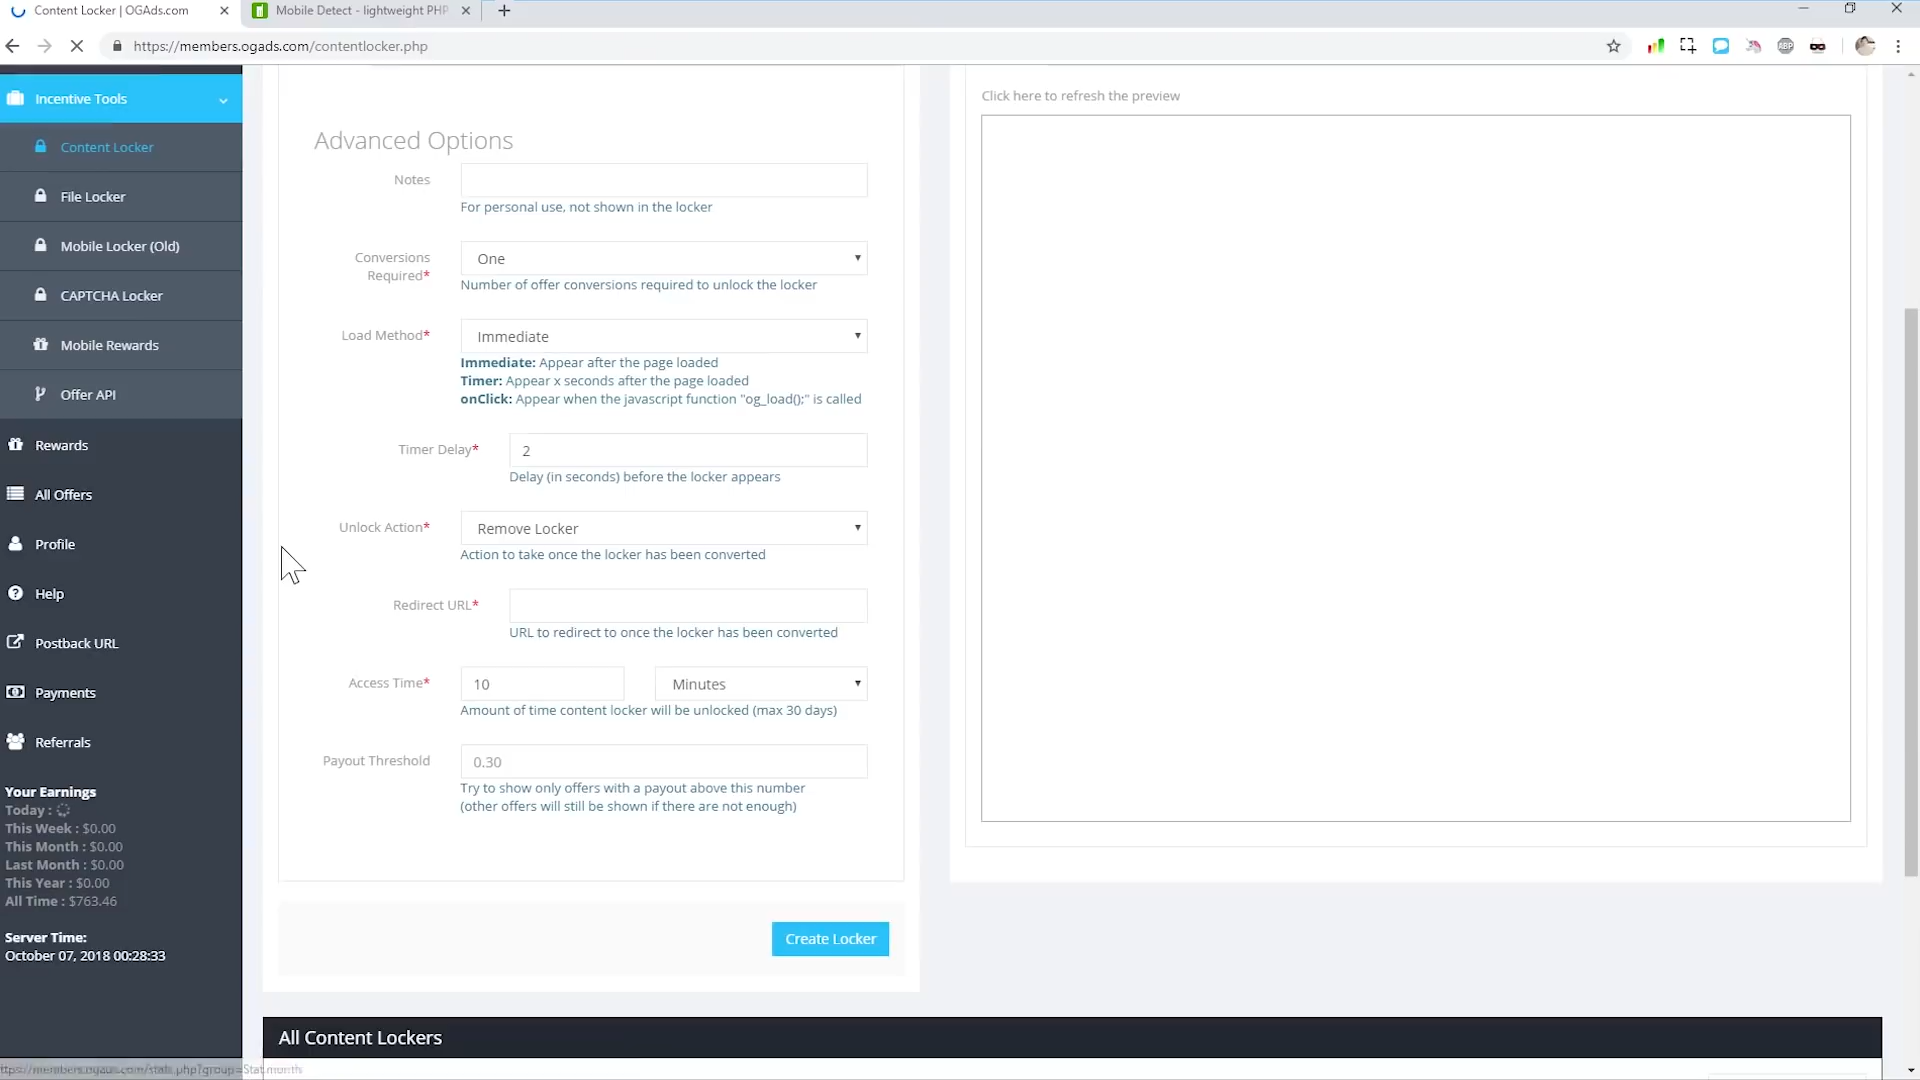 Content Locker | OGAds.com
Mobile Detect - lightweight PHP
https://members.ogads.com/contentlocker.php
ABP
Incentive Tools
Content Locker
File Locker
Mobile Locker (Old)
CAPTCHA Locker
Mobile Rewards
Offer API
Rewards
All Offers
Profile
Help
Postback URL
Payments
Referrals
Your Earnings
Today :
This Week : $0.00
This Month : $0.00
Last Month : $0.00
This Year : $0.00
All Time : $763.46
Server Time:
October 07, 2018 00:28:33
Advanced Options
Notes
For personal use, not shown in the locker
Conversions
Required*
One
Number of offer conversions required to unlock the locker
Load Method*
Immediate
Immediate: Appear after the page loaded
Timer: Appear x seconds after the page loaded
onClick: Appear when the javascript function "og_load();" is called
Timer Delay*
2
Delay (in seconds) before the locker appears
Unlock Action*
Remove Locker
Action to take once the locker has been converted
Redirect URL*
URL to redirect to once the locker has been converted
Access Time*
10
Minutes
Amount of time content locker will be unlocked (max 30 days)
Payout Threshold
0.30
Try to show only offers with a payout above this number
(other offers will still be shown if there are not enough)
Create Locker
Click here to refresh the preview
All Content Lockers